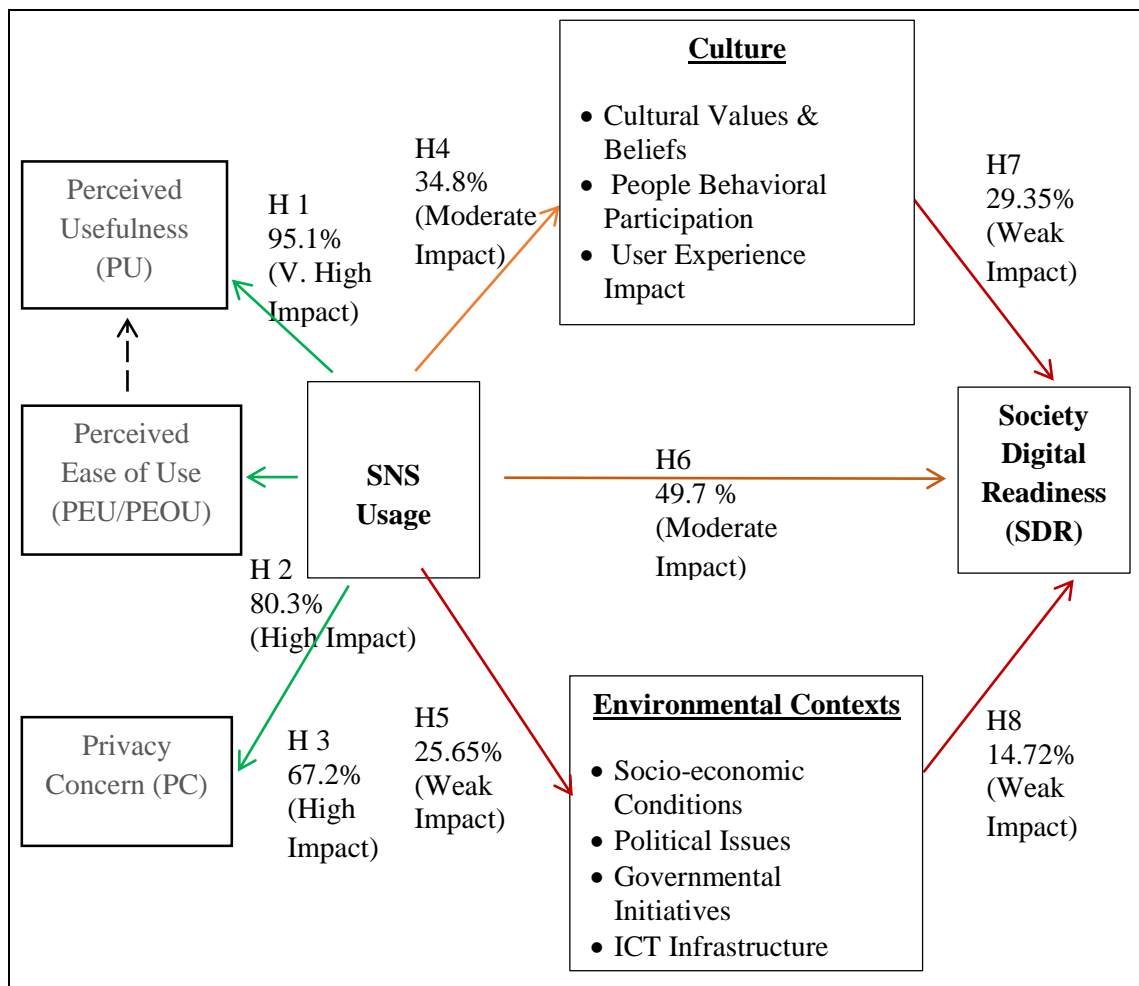 Perceived
Usefulness
(PU)
H 1
95.1%
(V. High
Impact)
Perceived
Ease of Use
(PEU/PEOU)
H 2
80.3%
(High Impact)
Privacy
Concern (PC)
H 3
67.2%
(High
Impact)
SNS
Usage
H4
34.8%
(Moderate
Impact)
Culture
• Cultural Values &
Beliefs
• People Behavioral
Participation
• User Experience
Impact
H7
29.35%
(Weak
Impact)
H6
49.7 %
(Moderate
Impact)
Society
Digital
Readiness
(SDR)
H5
25.65%
(Weak
Impact)
Environmental Contexts
• Socio-economic
Conditions
• Political Issues
• Governmental
Initiatives
• ICT Infrastructure
H8
14.72%
(Weak
Impact)